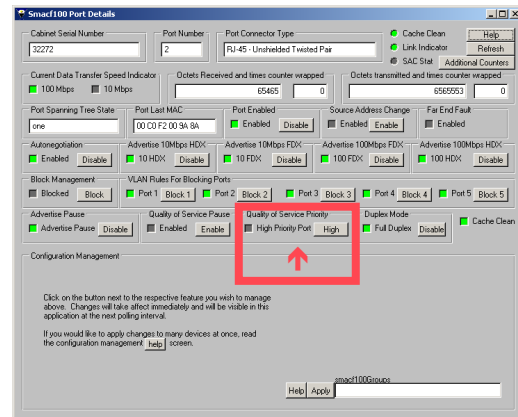 Smacf100 Port Details
Cabinet Serial Number
Port Number
Port Connector Type
Cache Clean
Help
32272
2
RJ-45 - Unshielded Twisted Pair
Link Indicator
Refresh
SAC Stat
Additional Counters
Current Data Transfer Speed Indicator
Octets Received and times counter wrapped
Octets transmitted and times counter wrapped
100 Mbps
10 Mbps
65465
0
6565553
0
Port Spanning Tree State
Port Last MAC
Port Enabled
Source Address Change
Far End Fault
one
00 C0 F2 00 9A 8A
Enabled
Disable
Enabled
Enable
Enabled
Autonegotiation
Advertise 10Mbps HDX
Advertise 10Mbps FDX
Advertise 100Mbps FDX
Advertise 100Mbps HDX
Enabled
Disable
10 HDX
Disable
10 FDX
Disable
100 FDX
Disable
100 HDX
Disable
Block Management
VLAN Rules For Blocking Ports
Blocked
Block
Port 1
Block 1
Port 2
Block 2
Port 3
Block 3
Port 4
Block 4
Port 5
Block 5
Advertise Pause
Quality of Service Pause
Quality of Service Priority
Duplex Mode
Cache Clean
Advertise Pause
Disable
Enabled
Enable
High Priority Port
High
Full Duplex
Disable
Configuration Management
Click on the button next to the respective feature you wish to manage
above. Changes will take affect immediately and will be visible in this
application at the next polling interval.
If you would like to apply changes to many devices at once, read
the configuration management help screen.
smacf100Groups
Help
Apply